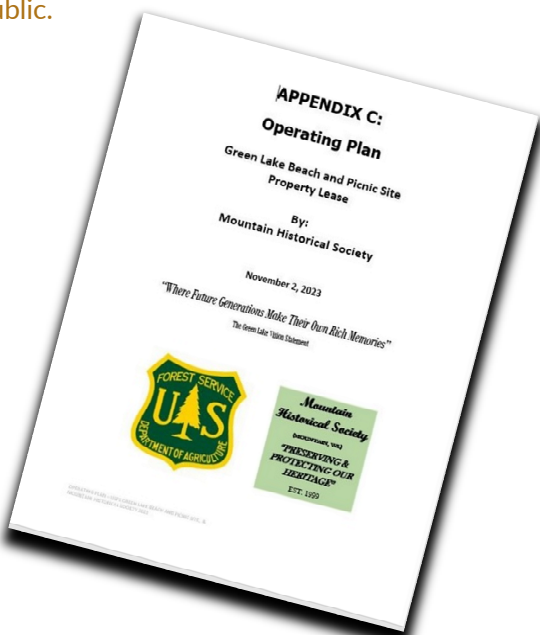 ublic.
APPENDIX C:
Operating Plan
Green Lake Beach and Picnic Site
Property Lease
By:
Mountain Historical Society
November 2, 2023
"Where Future Generations Make Their Own Rich Memories"
The Green Lake Vision Statement
FOREST SERVICE
U S
DEPARTMENT OF AGRICULTURE
Mountain
Historical Society
"PRESERVING &
PROTECTING OUR
HERITAGE"
EST. 1999